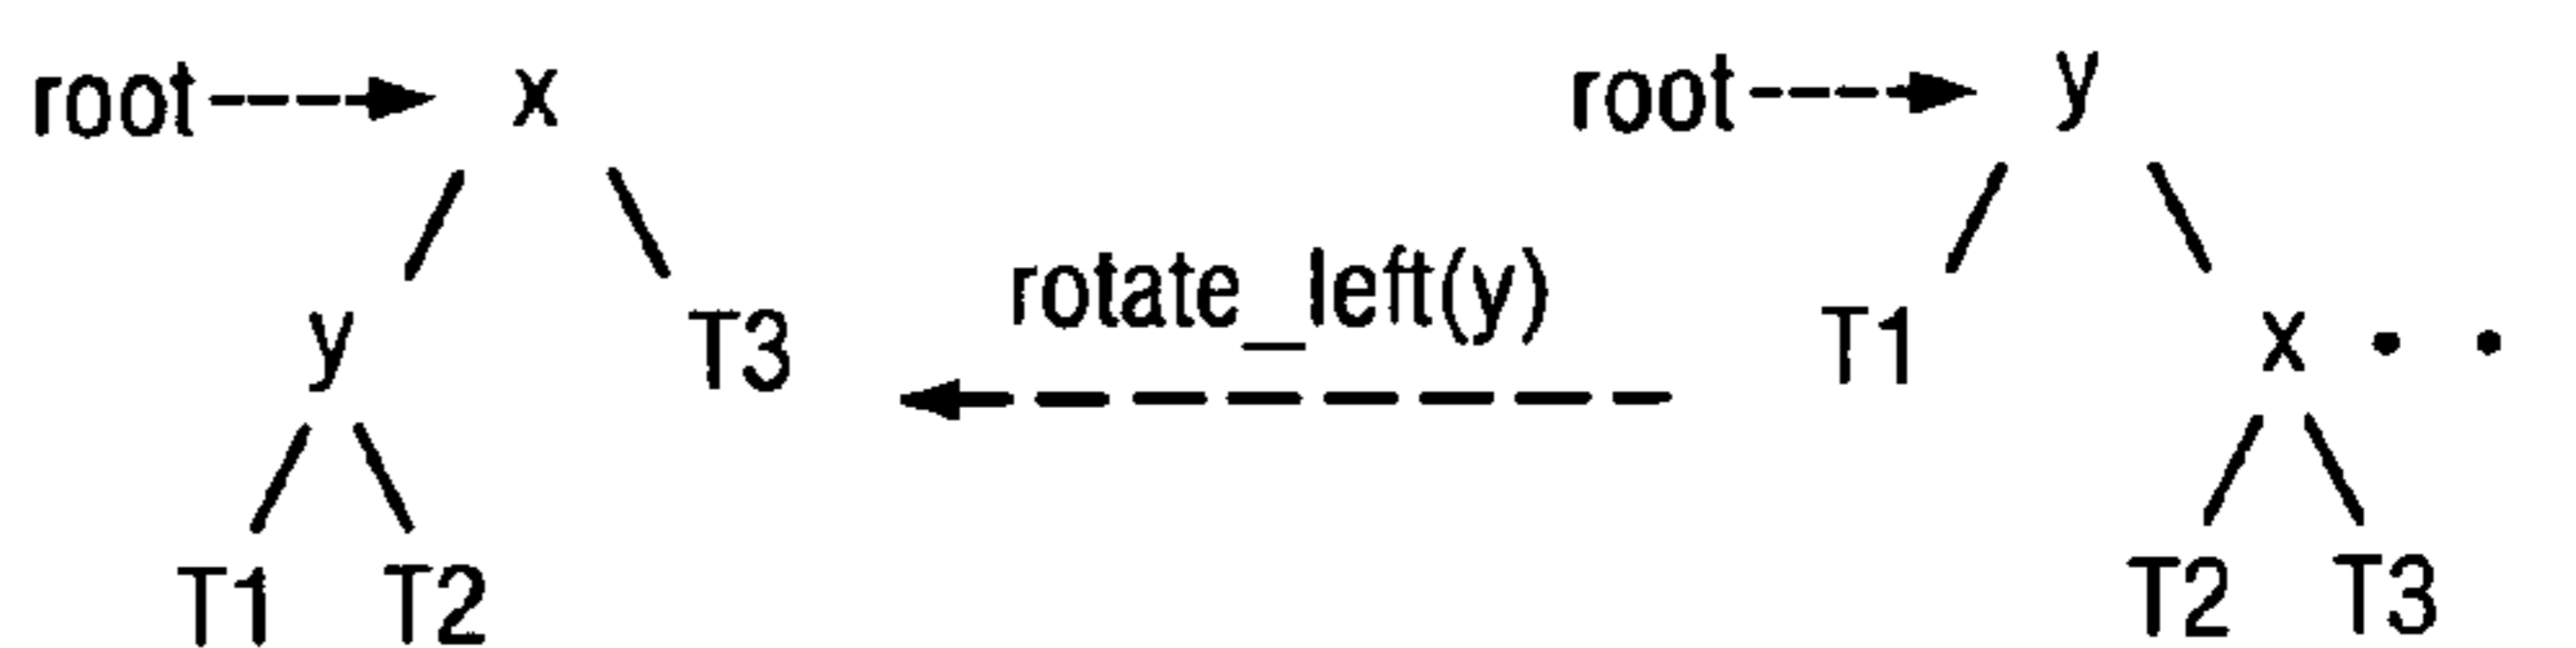 root x root y
rotate_left(y)
y T3 T1 x
T1 T2 T2 T3